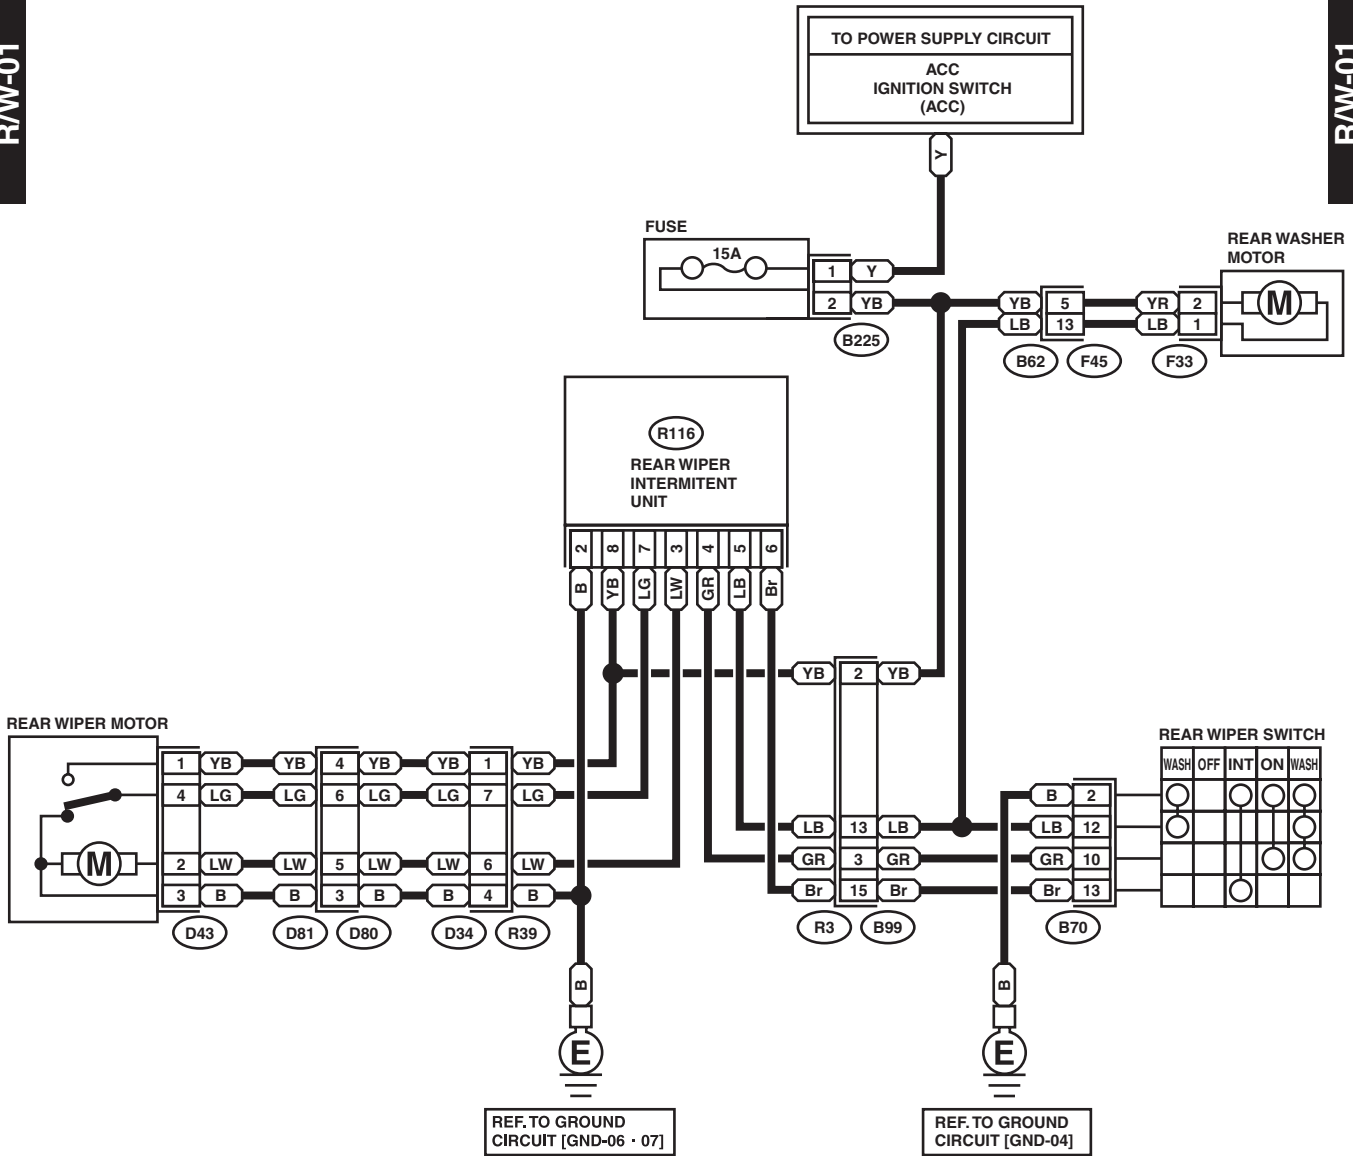 R/W-01
R/W-01
TO POWER SUPPLY CIRCUIT
ACC
IGNITION SWITCH
(ACC)
Y
FUSE
15A
1 Y
2 YB
B225
REAR WASHER
MOTOR
M
YB 5 YR 2
LB 13 LB 1
B62 F45 F33
R116
REAR WIPER
INTERMITENT
UNIT
2 8 7 3 4 5 6
B YB LG LW GR LB Br
YB 2 YB
REAR WIPER MOTOR
M
1 YB YB 4 YB YB 1 YB
4 LG LG 6 LG LG 7 LG
2 LW LW 5 LW LW 6 LW
3 B B 3 B B 4 B
D43 D81 D80 D34 R39
LB 13 LB
GR 3 GR
Br 15 Br
R3 B99
REAR WIPER SWITCH
WASH OFF INT ON WASH
B 2
LB 12
GR 10
Br 13
B70
B
E
REF. TO GROUND
CIRCUIT [GND-06 · 07]
B
E
REF. TO GROUND
CIRCUIT [GND-04]